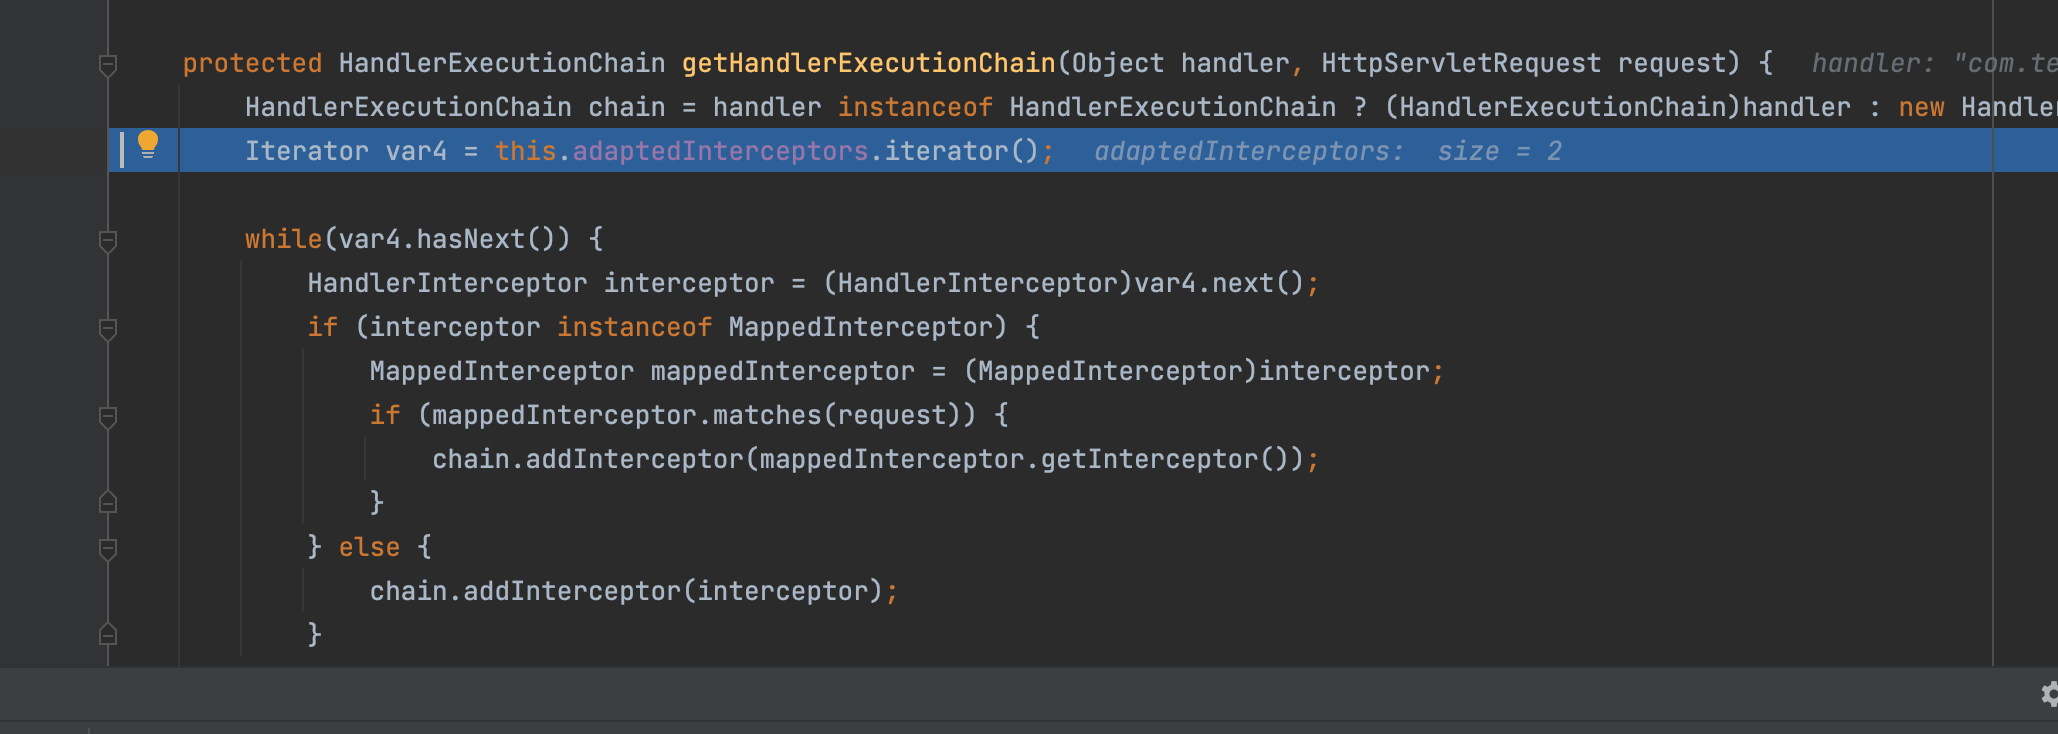 protected HandlerExecutionChain getHandlerExecutionChain(Object handler, HttpServletRequest request) {  handler: "com.te
HandlerExecutionChain chain = handler instanceof HandlerExecutionChain ? (HandlerExecutionChain)handler : new Handler
Iterator var4 = this.adaptedInterceptors.iterator();  adaptedInterceptors:  size = 2
while(var4.hasNext()) {
HandlerInterceptor interceptor = (HandlerInterceptor)var4.next();
if (interceptor instanceof MappedInterceptor) {
MappedInterceptor mappedInterceptor = (MappedInterceptor)interceptor;
if (mappedInterceptor.matches(request)) {
chain.addInterceptor(mappedInterceptor.getInterceptor());
}
} else {
chain.addInterceptor(interceptor);
}